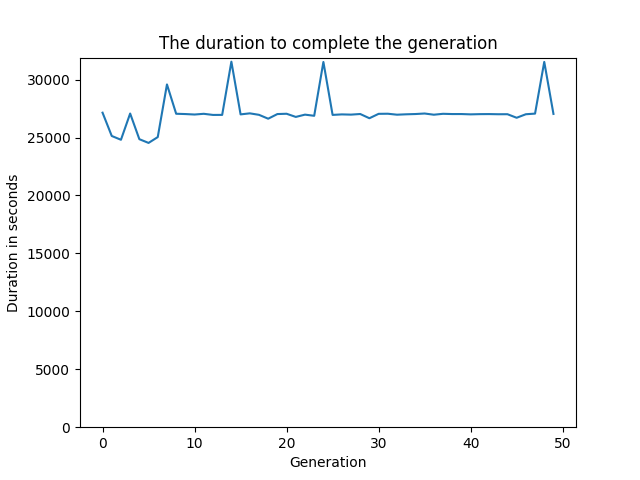 The duration to complete the generation
30000
25000
20000
15000
10000
5000
0
Duration in seconds
0 10 20 30 40 50
Generation